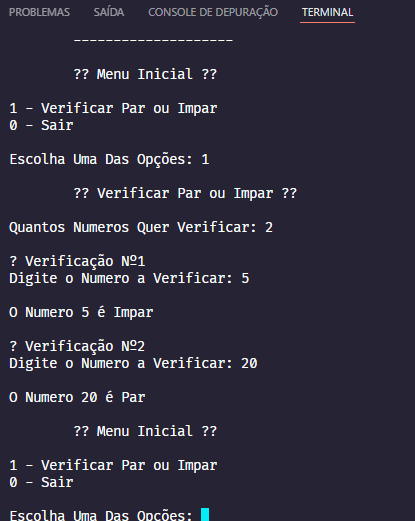 PROBLEMAS SAÍDA CONSOLE DE DEPURAÇÃO TERMINAL
--------------------
?? Menu Inicial ??
1 - Verificar Par ou Impar
0 - Sair
Escolha Uma Das Opções: 1
?? Verificar Par ou Impar ??
Quantos Numeros Quer Verificar: 2
? Verificação Nº1
Digite o Numero a Verificar: 5
O Numero 5 é Impar
? Verificação Nº2
Digite o Numero a Verificar: 20
O Numero 20 é Par
?? Menu Inicial ??
1 - Verificar Par ou Impar
0 - Sair
Escolha Uma Das Opções: